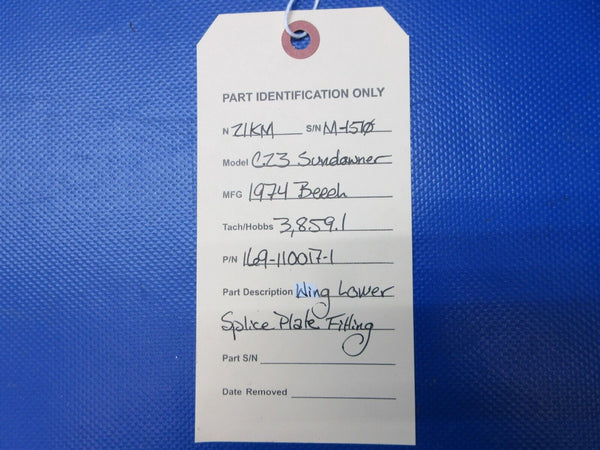 PART IDENTIFICATION ONLY
N 21KM S/N M-1510
Model C23 Sundowner
MFG 1974 Beech
Tach/Hobbs 3,859.1
P/N 169-110017-1
Part Description Wing Lower
Splice Plate Fitting
Part S/N
Date Removed